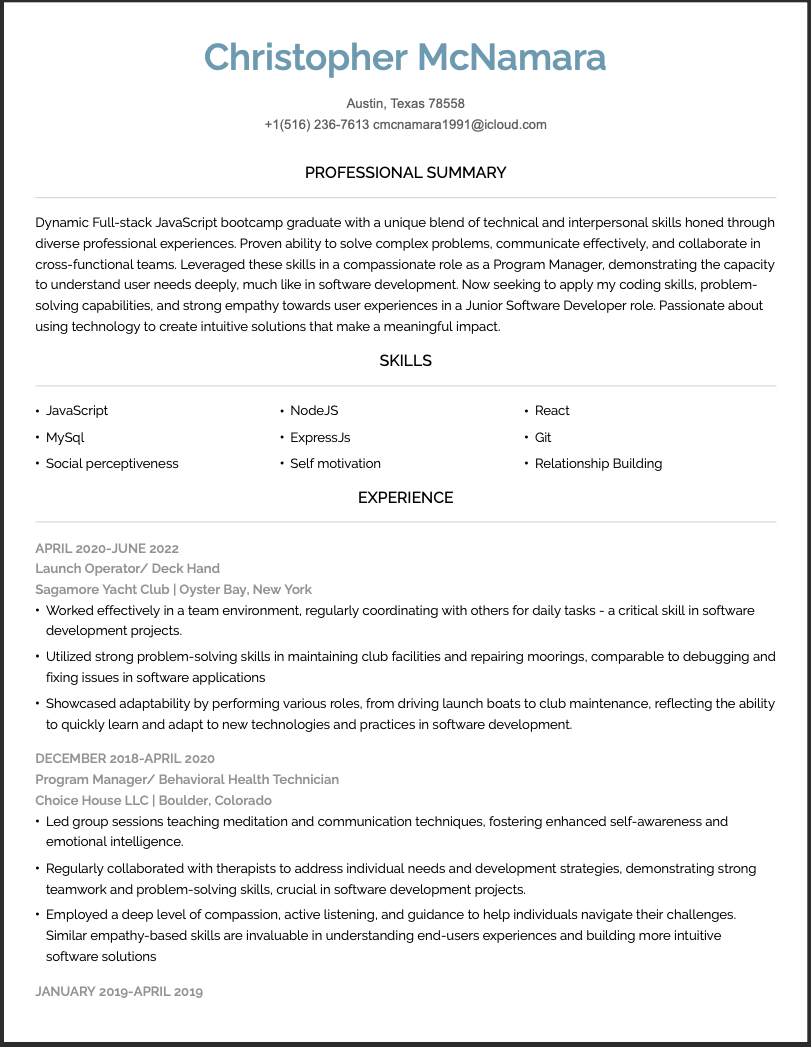 Christopher McNamara
Austin, Texas 78558
+1(516) 236-7613 cmcnamara1991@icloud.com
PROFESSIONAL SUMMARY
Dynamic Full-stack JavaScript bootcamp graduate with a unique blend of technical and interpersonal skills honed through
diverse professional experiences. Proven ability to solve complex problems, communicate effectively, and collaborate in
cross-functional teams. Leveraged these skills in a compassionate role as a Program Manager, demonstrating the capacity
to understand user needs deeply, much like in software development. Now seeking to apply my coding skills, problem-
solving capabilities, and strong empathy towards user experiences in a Junior Software Developer role. Passionate about
using technology to create intuitive solutions that make a meaningful impact.
SKILLS
• JavaScript • NodeJS • React
• MySql • ExpressJs • Git
• Social perceptiveness • Self motivation • Relationship Building
EXPERIENCE
APRIL 2020-JUNE 2022
Launch Operator/ Deck Hand
Sagamore Yacht Club | Oyster Bay, New York
• Worked effectively in a team environment, regularly coordinating with others for daily tasks - a critical skill in software
development projects.
• Utilized strong problem-solving skills in maintaining club facilities and repairing moorings, comparable to debugging and
fixing issues in software applications
• Showcased adaptability by performing various roles, from driving launch boats to club maintenance, reflecting the ability
to quickly learn and adapt to new technologies and practices in software development.
DECEMBER 2018-APRIL 2020
Program Manager/ Behavioral Health Technician
Choice House LLC | Boulder, Colorado
• Led group sessions teaching meditation and communication techniques, fostering enhanced self-awareness and
emotional intelligence.
• Regularly collaborated with therapists to address individual needs and development strategies, demonstrating strong
teamwork and problem-solving skills, crucial in software development projects.
• Employed a deep level of compassion, active listening, and guidance to help individuals navigate their challenges.
Similar empathy-based skills are invaluable in understanding end-users experiences and building more intuitive
software solutions
JANUARY 2019-APRIL 2019